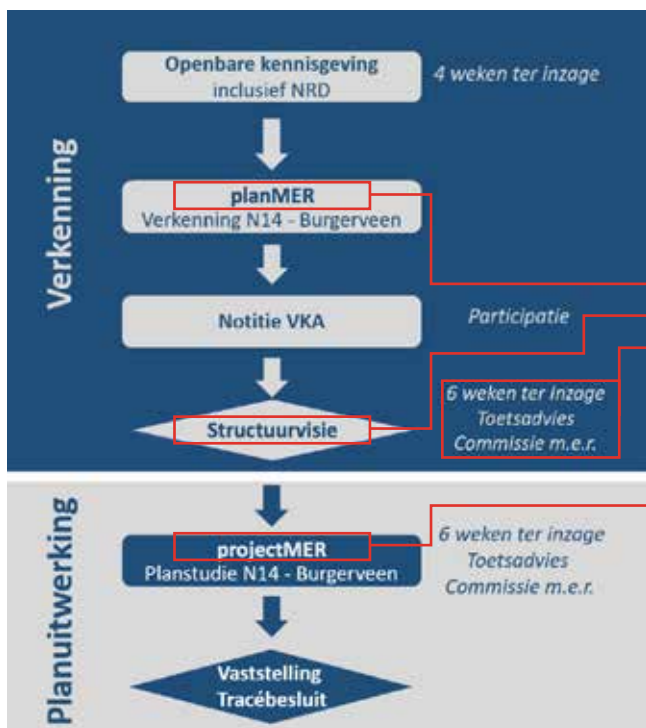 Verkenning
Openbare kennisgeving
inclusief NRD
4 weken ter inzage
planMER
Verkenning N14 - Burgerveen
Notitie VKA
Participatie
Structuurvisie
6 weken ter inzage
Toetsadvies
Commissie m.e.r.
Planuitwerking
projectMER
Planstudie N14 - Burgerveen
6 weken ter inzage
Toetsadvies
Commissie m.e.r.
Vaststelling
Tracébesluit